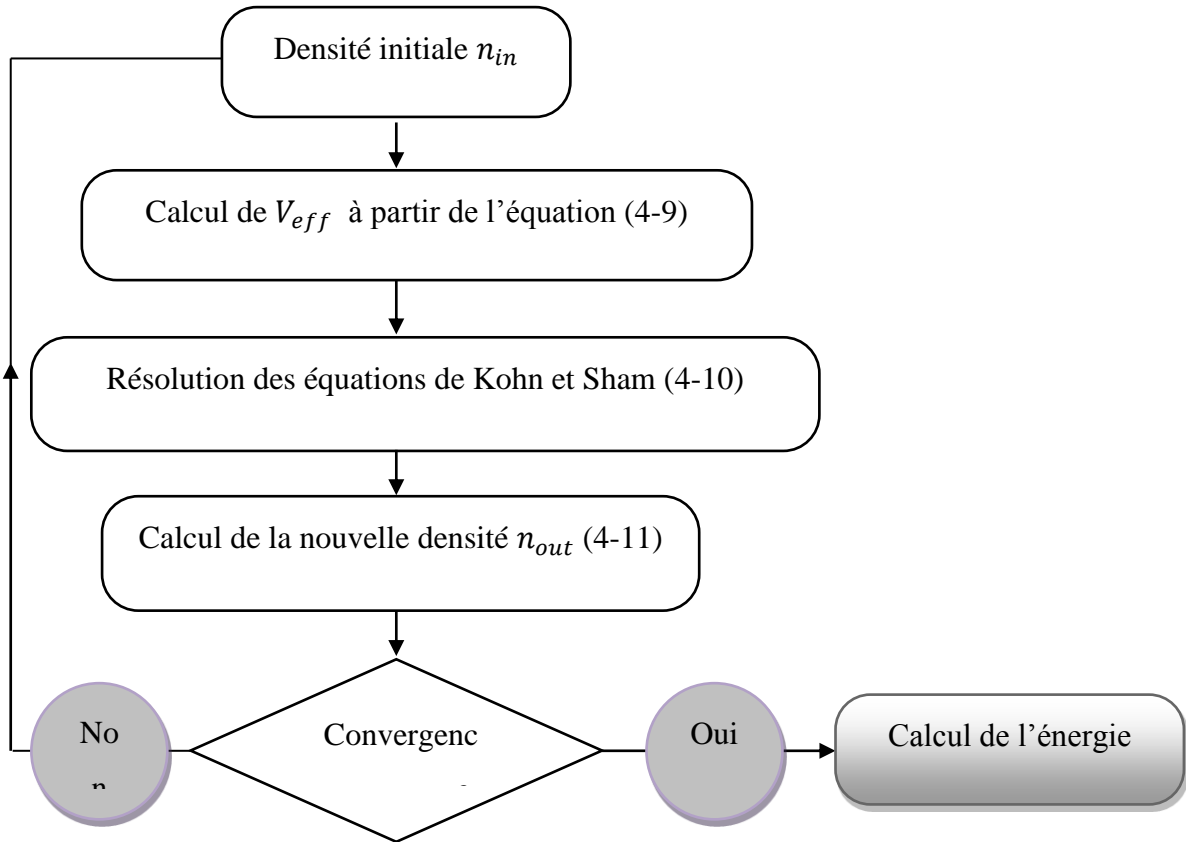 Densité initiale n_in
Calcul de V_eff à partir de l’équation (4-9)
Résolution des équations de Kohn et Sham (4-10)
Calcul de la nouvelle densité n_out (4-11)
No
n
Convergenc
Oui
Calcul de l’énergie